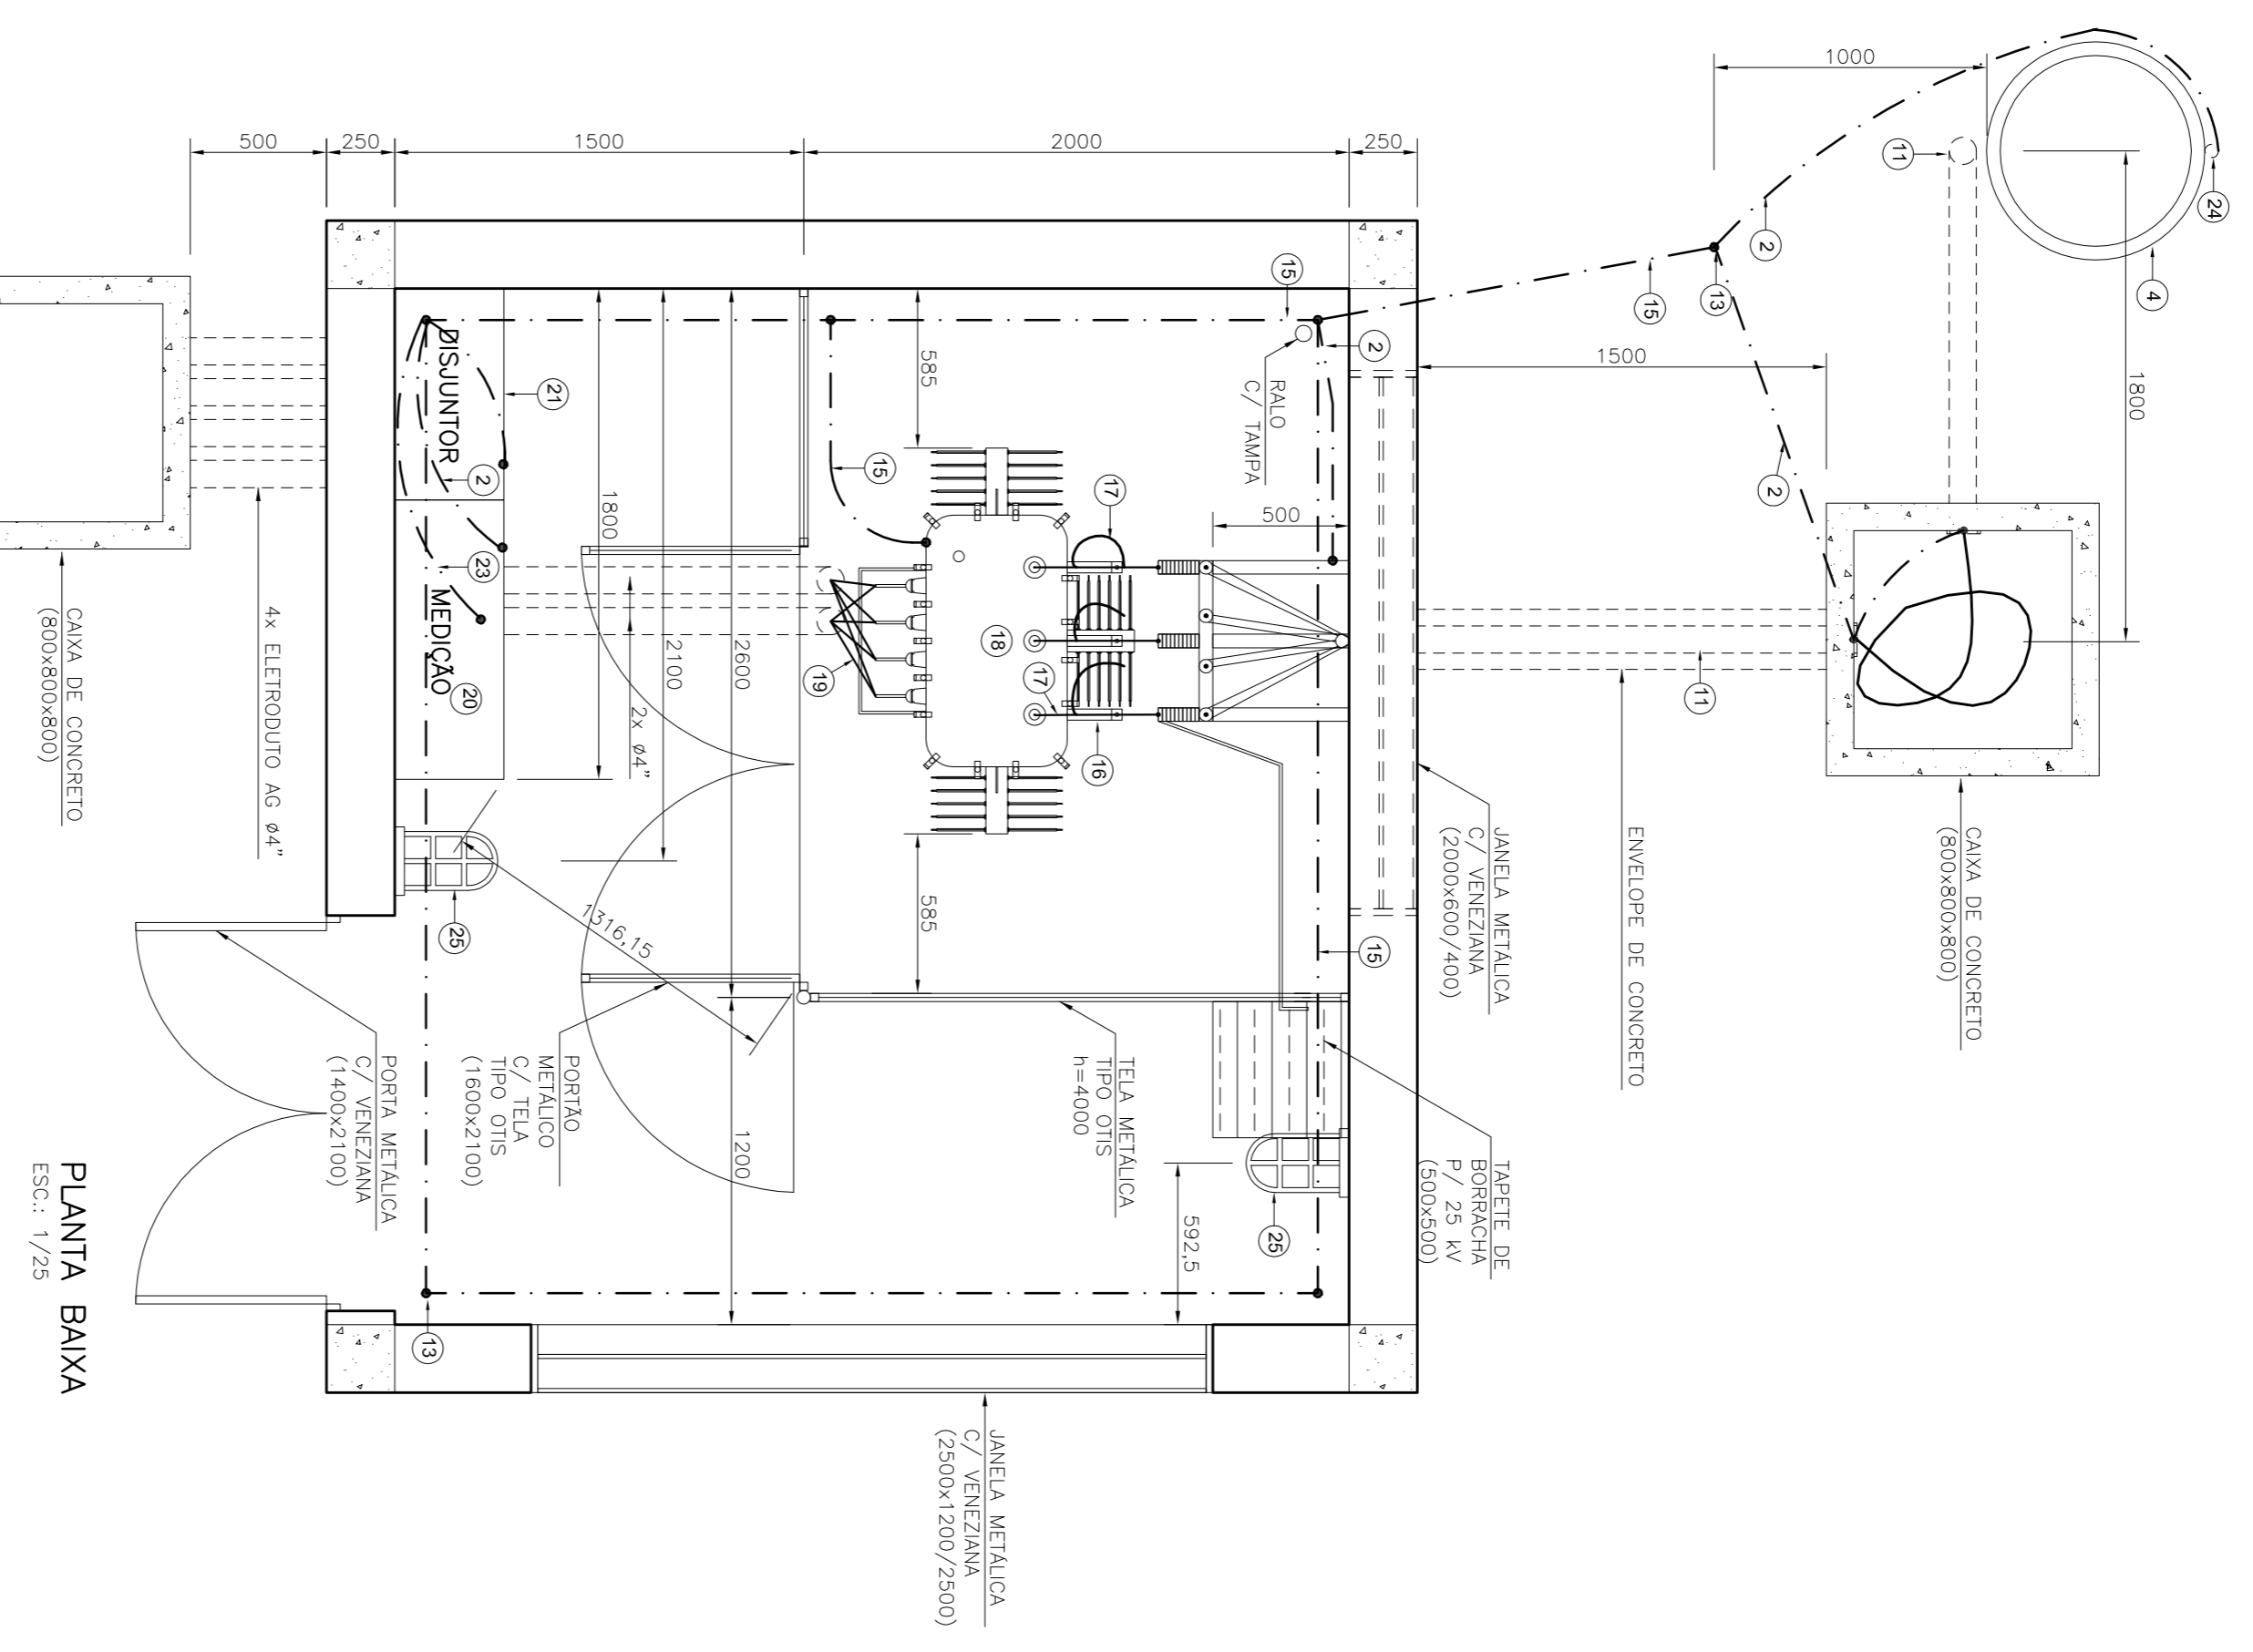 24
4
1800
11
1000
2
13
15
2
1500
11
CAIXA DE CONCRETO
(800x800x800)
ENVELOPE DE CONCRETO
JANELA METÁLICA
C/ VENEZIANA
(2000x600/400)
TAPETE DE
BORRACHA
P/ 25 kV
(500x500)
250
2000
1500
250
500
15
2
RALO
C/ TAMPA
500
15
25
592,5
17
16
17
18
TELA METÁLICA
TIPO OTIS
h=4000
JANELA METÁLICA
C/ VENEZIANA
(2500x1200/2500)
585
585
15
19
2600
1200
2100
2x ø4"
1800
1316,15
PORTÃO
METÁLICO
C/ TELA
TIPO OTIS
(1600x2100)
21
2
23
20
25
DISJUNTOR
MEDIÇÃO
13
PORTA METÁLICA
C/ VENEZIANA
(1400x2100)
4x ELETRODUTO AG ø4"
CAIXA DE CONCRETO
(800x800x800)
PLANTA BAIXA
ESC.: 1/25